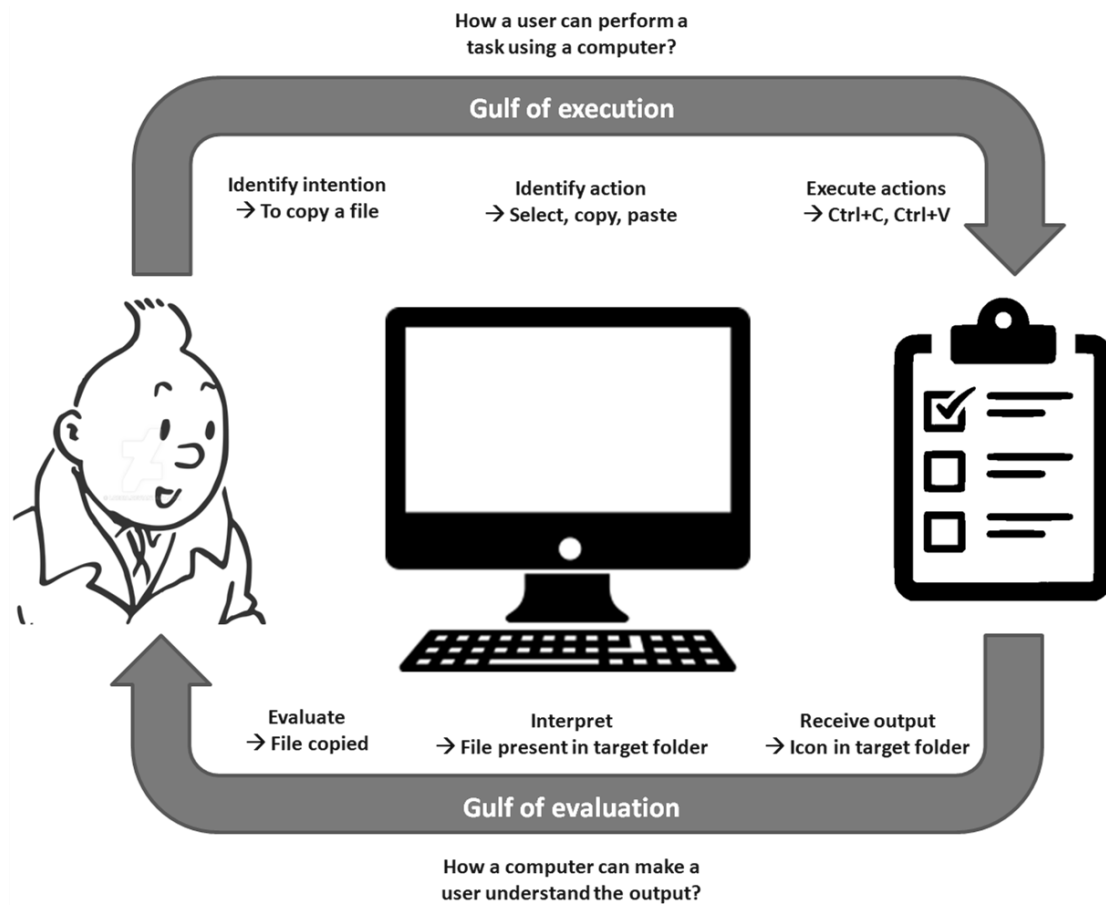 How a user can perform a
task using a computer?
Gulf of execution
Identify intention
→ To copy a file
Identify action
→ Select, copy, paste
Execute actions
→ Ctrl+C, Ctrl+V
Evaluate
→ File copied
Interpret
→ File present in target folder
Receive output
→ Icon in target folder
Gulf of evaluation
How a computer can make a
user understand the output?